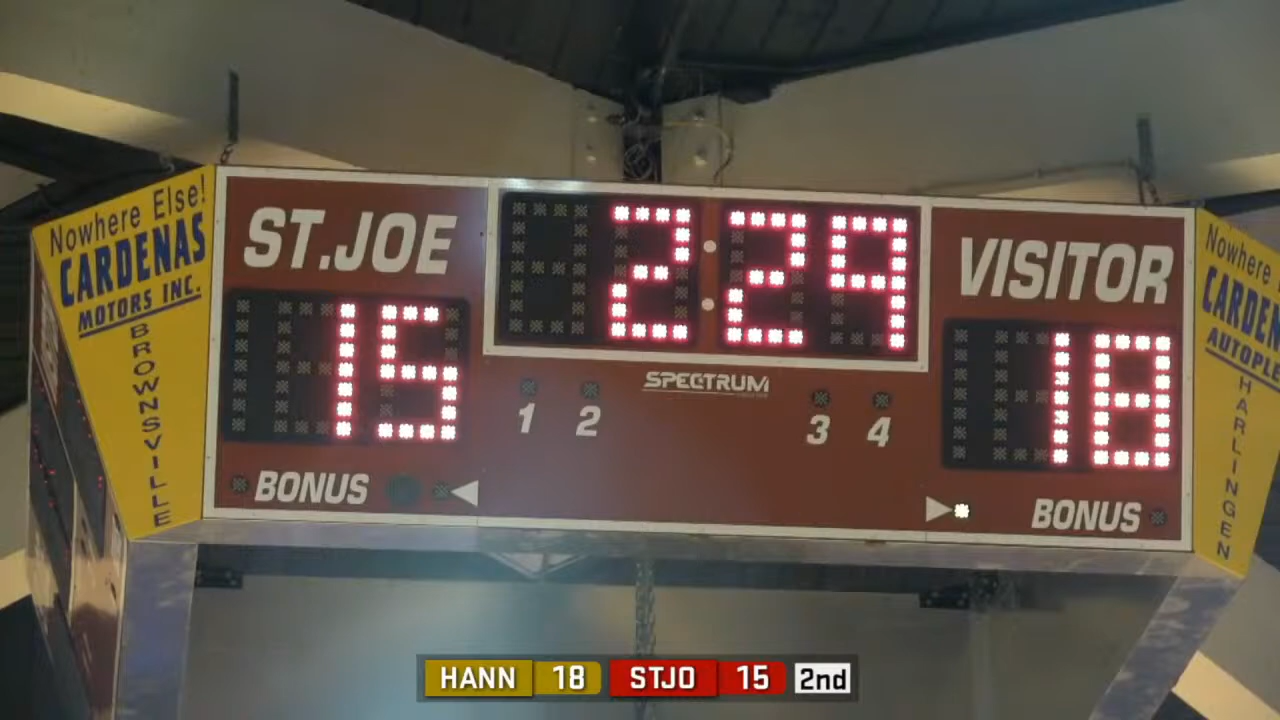 Nowhere Else!
CARDENAS
MOTORS INC.
BROWNSVILLE
ST.JOE
2:29
VISITOR
15
18
SPECTRUM
1 2 3 4
BONUS
BONUS
Nowhere
CARDEN
AUTOPLE
HARLINGEN
HANN 18 STJO 15 2nd